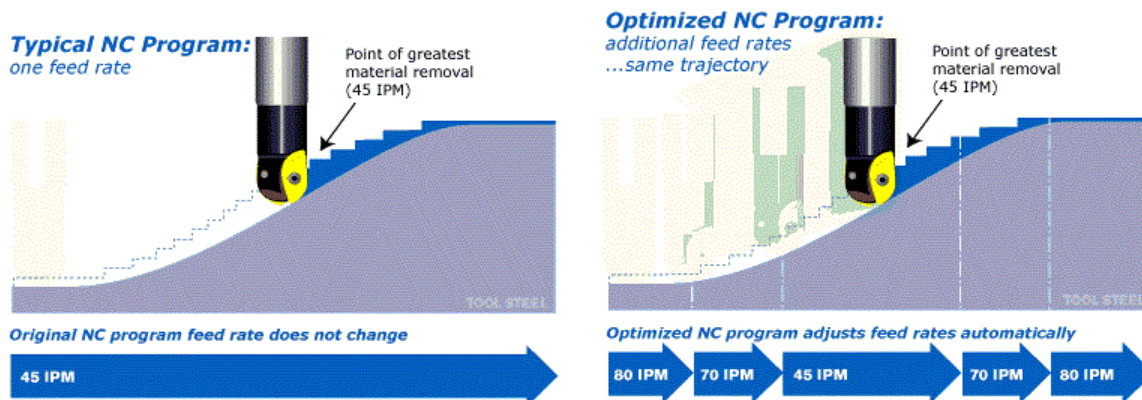 Typical NC Program:
one feed rate
Point of greatest
material removal
(45 IPM)
TOOL STEEL
Original NC program feed rate does not change
45 IPM
Optimized NC Program:
additional feed rates
...same trajectory
Point of greatest
material removal
(45 IPM)
TOOL STEEL
Optimized NC program adjusts feed rates automatically
80 IPM
70 IPM
45 IPM
70 IPM
80 IPM